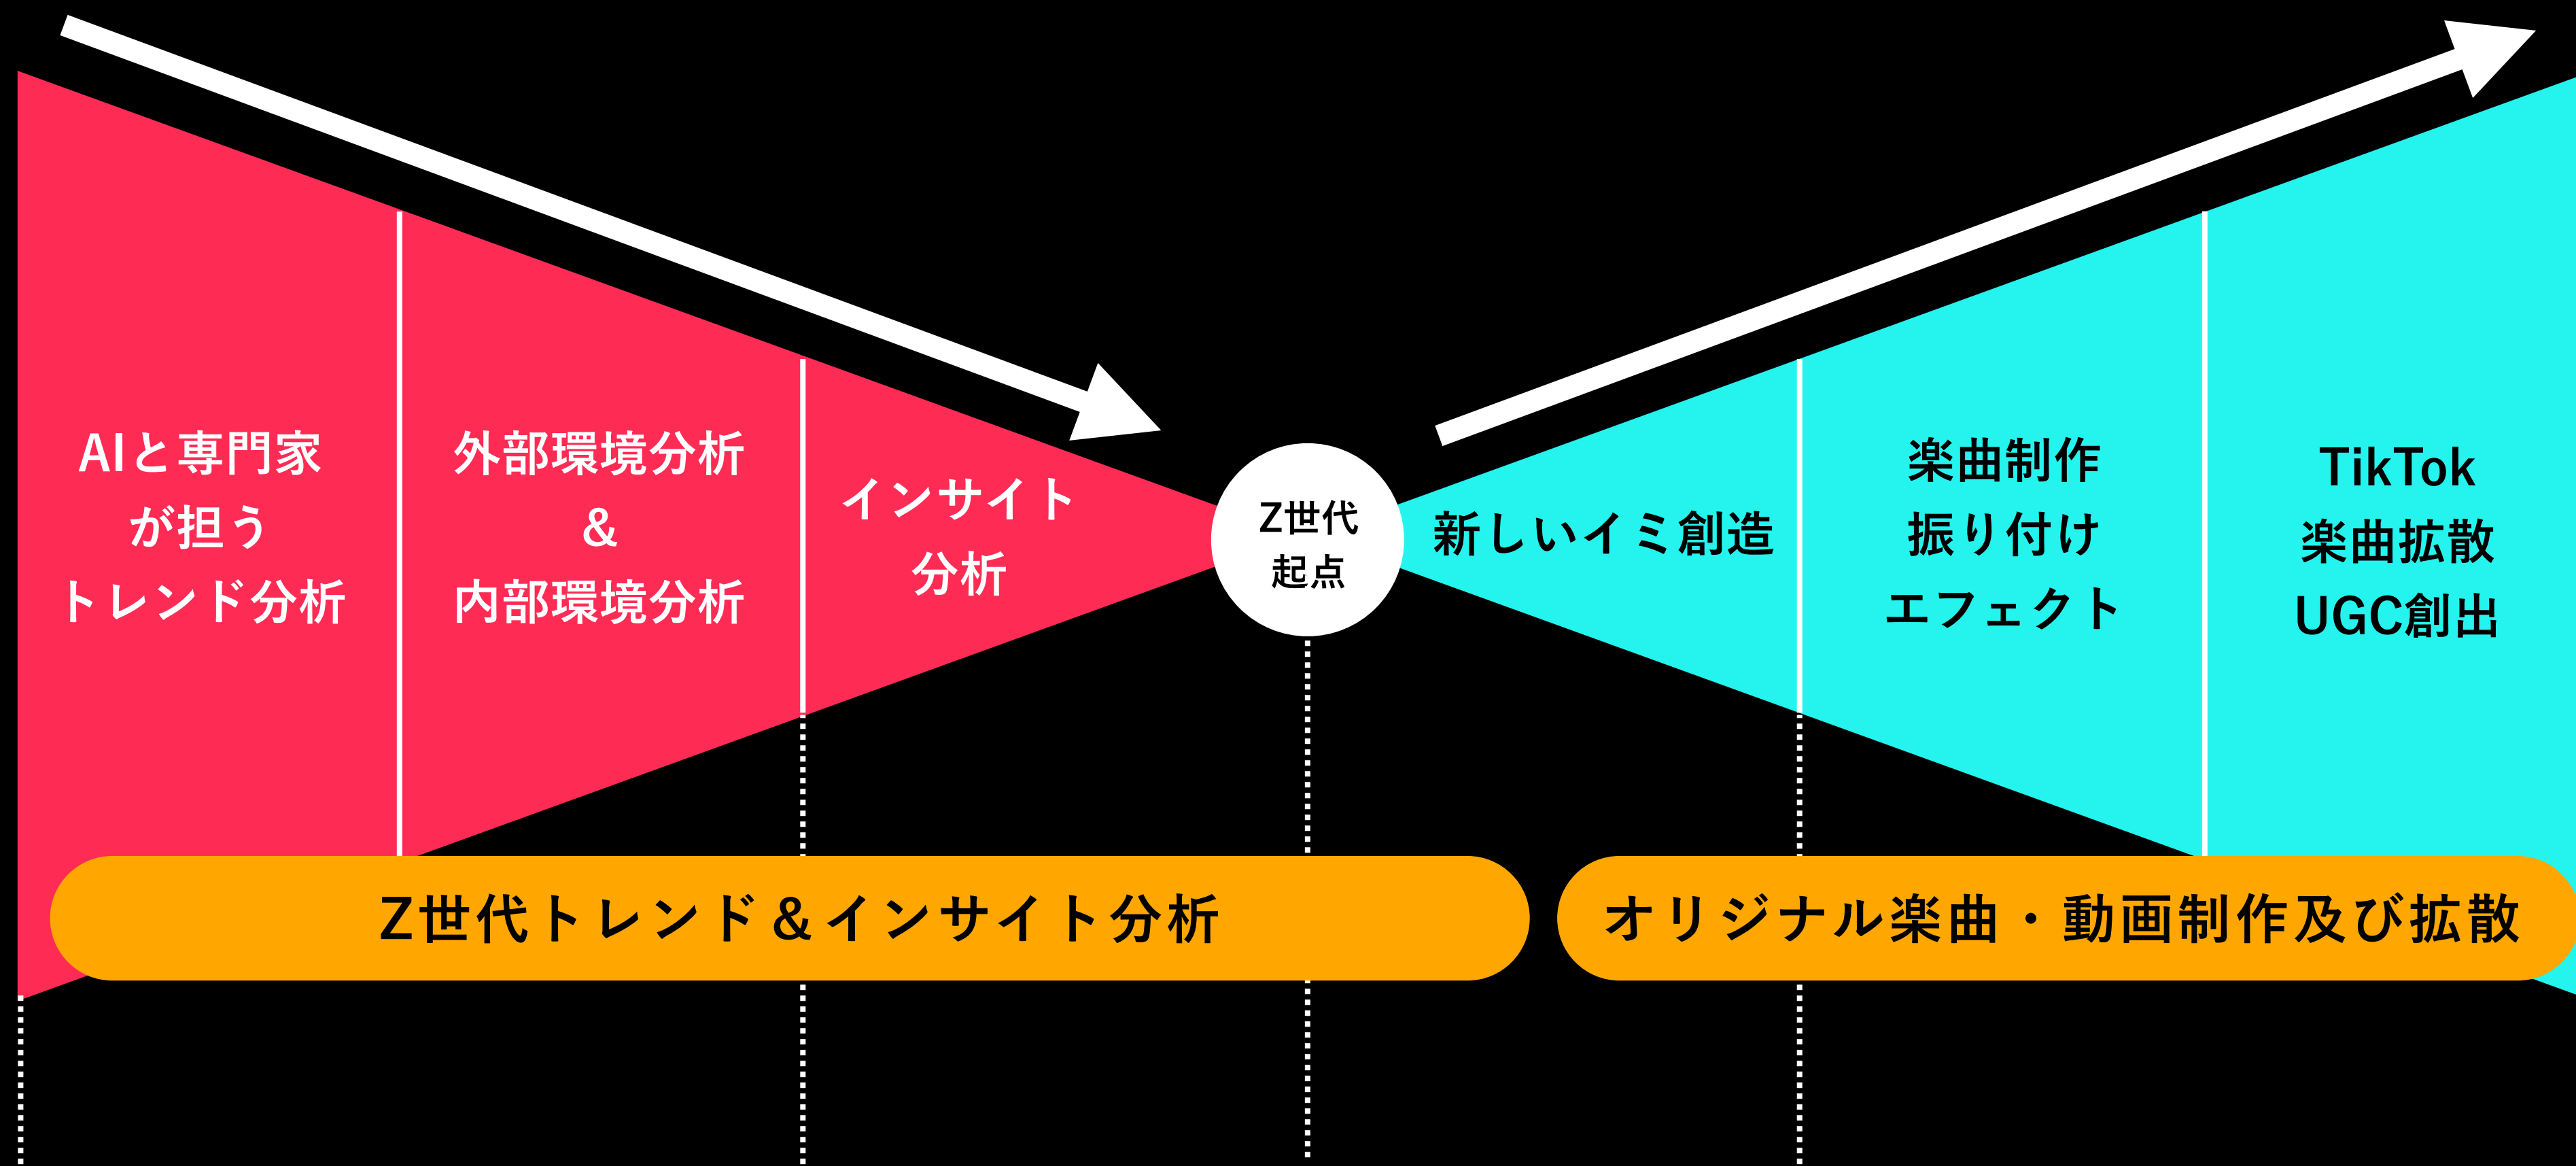 AIと専門家
が担う
トレンド分析
外部環境分析
&
内部環境分析
インサイト
分析
Z世代
起点
新しいイミ創造
楽曲制作
振り付け
エフェクト
TikTok
楽曲拡散
UGC創出
Z世代トレンド＆インサイト分析
オリジナル楽曲・動画制作及び拡散